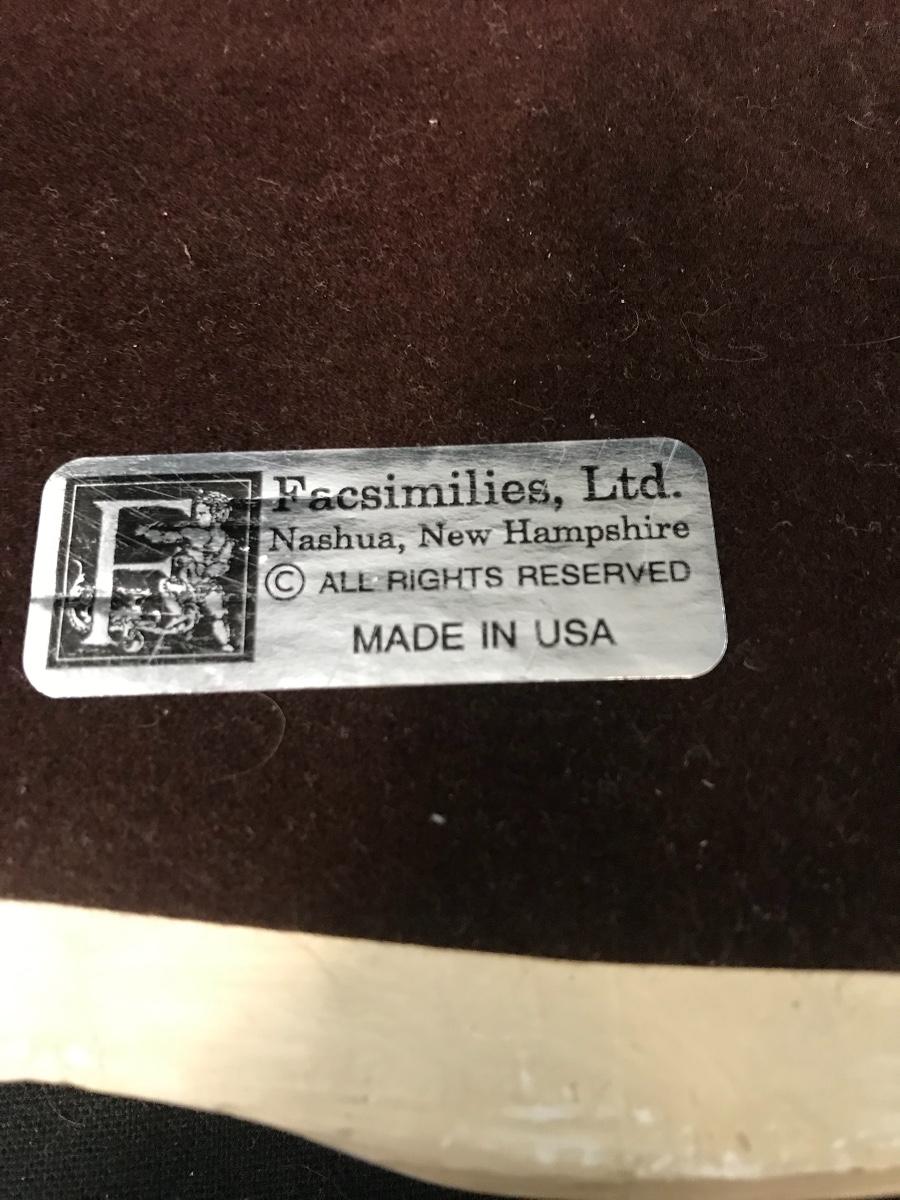 Facsimilies, Ltd.
Nashua, New Hampshire
© ALL RIGHTS RESERVED
MADE IN USA
F